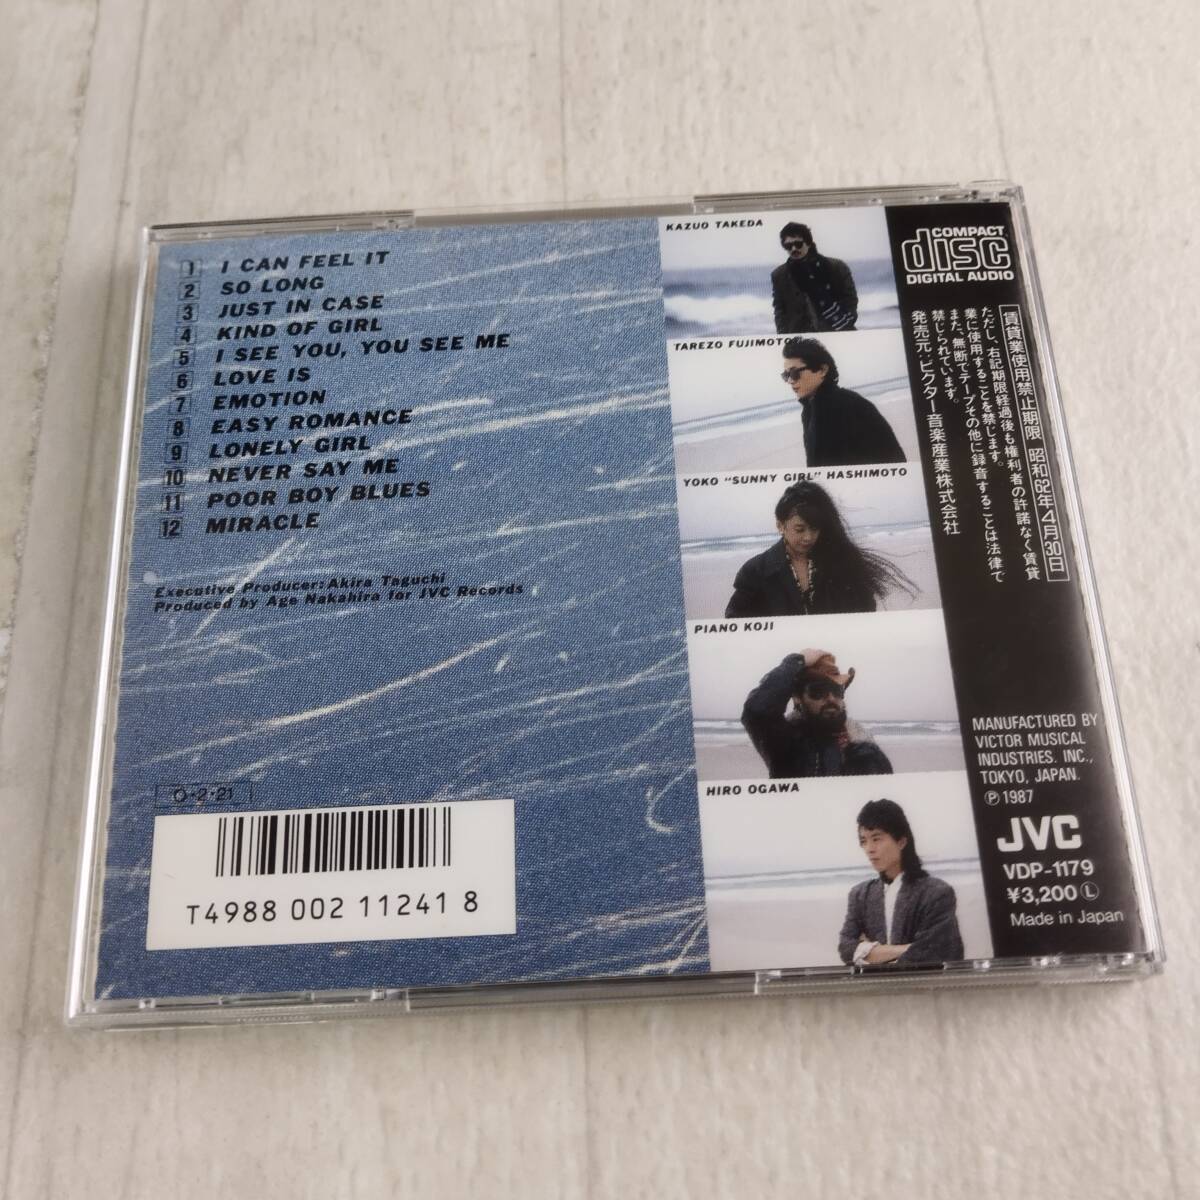 1 I CAN FEEL IT
2 SO LONG
3 JUST IN CASE
4 KIND OF GIRL
5 I SEE YOU, YOU SEE ME
6 LOVE IS
7 EMOTION
8 EASY ROMANCE
9 LONELY GIRL
10 NEVER SAY ME
11 POOR BOY BLUES
12 MIRACLE
Executive Producer: Akira Taguchi
Produced by Age Nakahira for JVC Records
O・2・21
T4988 002 11241 8
KAZUO TAKEDA
TAREZO FUJIMOTO
YOKO "SUNNY GIRL" HASHIMOTO
PIANO KOJI
HIRO OGAWA
COMPACT
disc
DIGITAL AUDIO
賃貸業使用禁止期限 昭和62年4月30日
ただし、右記期限経過後も権利者の許諾なく賃貸
業に使用することを禁じます。
また、無断でテープその他に録音することは法律で
禁じられています。
発売元・ビクター音楽産業株式会社
MANUFACTURED BY
VICTOR MUSICAL
INDUSTRIES. INC.,
TOKYO, JAPAN.
Ⓟ1987
JVC
VDP-1179
¥3,200Ⓛ
Made in Japan